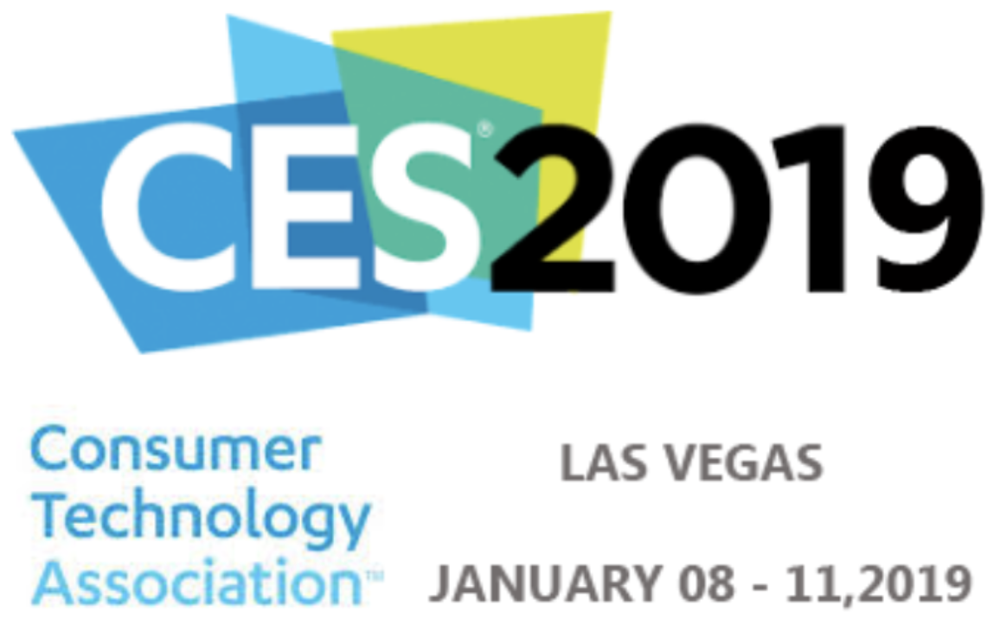 CES® 2019
Consumer
Technology
Association™
LAS VEGAS
JANUARY 08 - 11,2019